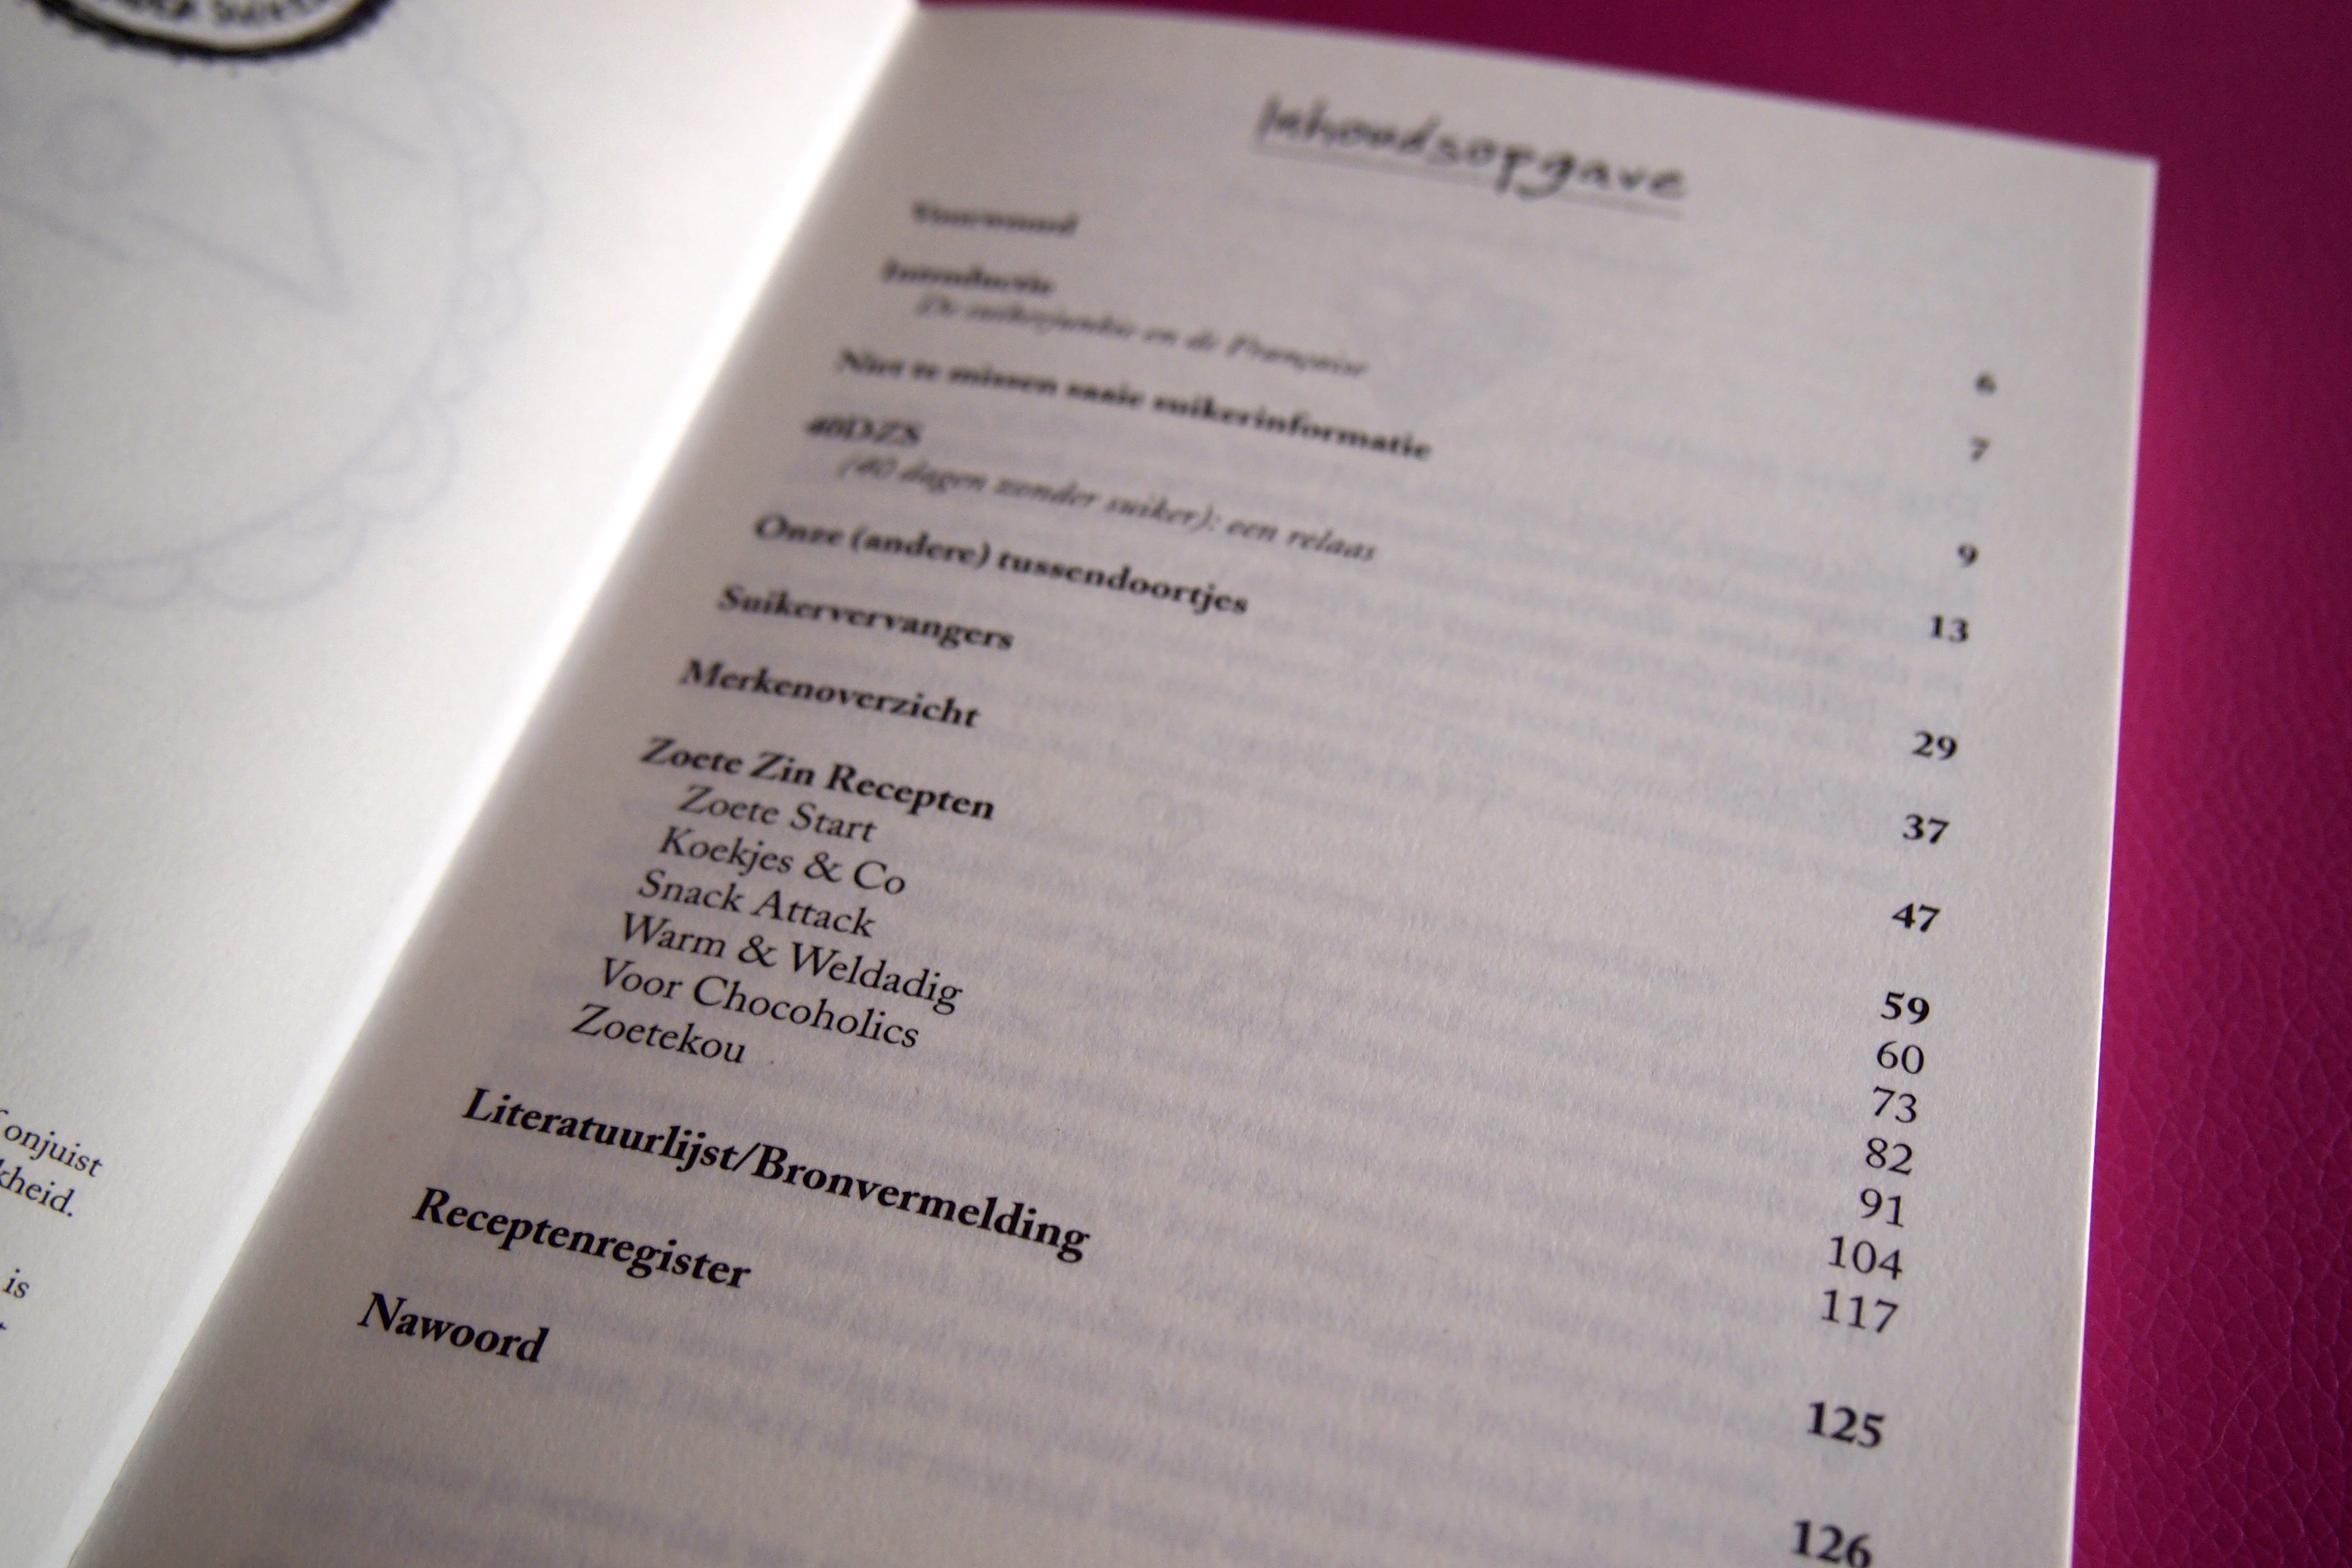 onjuist
kheid.
is
Inhoudsopgave
Voorwoord 6
Introductie 7
De suikerjunkie en de Française
Niet te missen saaie suikerinformatie 9
40DZS 13
(40 dagen zonder suiker): een relaas
Onze (andere) tussendoortjes 29
Suikervervangers 37
Merkenoverzicht 47
Zoete Zin Recepten 59
Zoete Start 60
Koekjes & Co 73
Snack Attack 82
Warm & Weldadig 91
Voor Chocoholics 104
Zoetekou 117
Literatuurlijst/Bronvermelding 125
Receptenregister 126
Nawoord